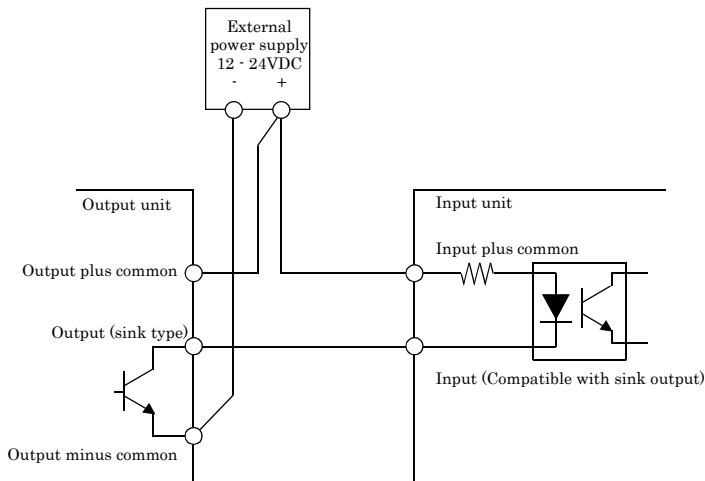 External
power supply
12 - 24VDC
- +
Output unit
Input unit
Input plus common
Output plus common
Output (sink type)
Input (Compatible with sink output)
Output minus common